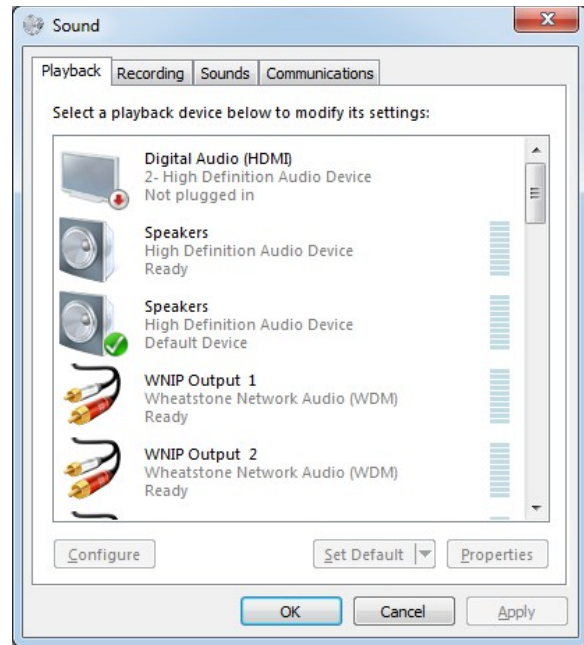 Sound
Playback Recording Sounds Communications
Select a playback device below to modify its settings:
Digital Audio (HDMI)
2- High Definition Audio Device
Not plugged in
Speakers
High Definition Audio Device
Ready
Speakers
High Definition Audio Device
Default Device
WNIP Output 1
Wheatstone Network Audio (WDM)
Ready
WNIP Output 2
Wheatstone Network Audio (WDM)
Ready
Configure Set Default Properties
OK Cancel Apply